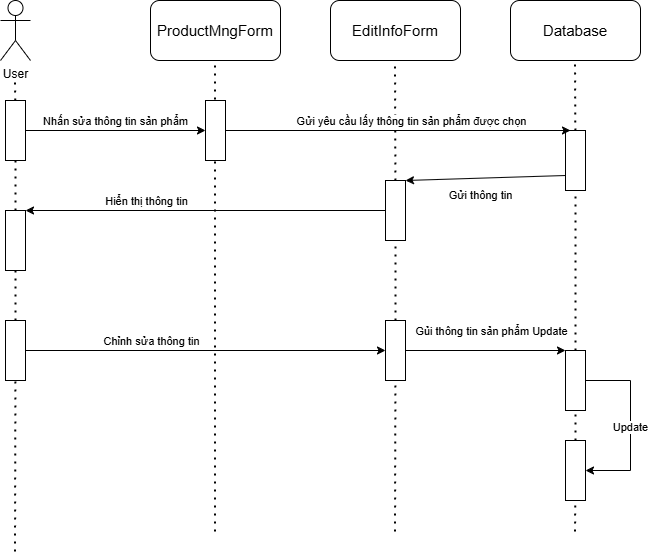 ProductMngForm
EditInfoForm
Database
User
Nhấn sửa thông tin sản phẩm
Gửi yêu cầu lấy thông tin sản phẩm được chọn
Gửi thông tin
Hiển thị thông tin
Chỉnh sửa thông tin
Gủi thông tin sản phẩm Update
Update